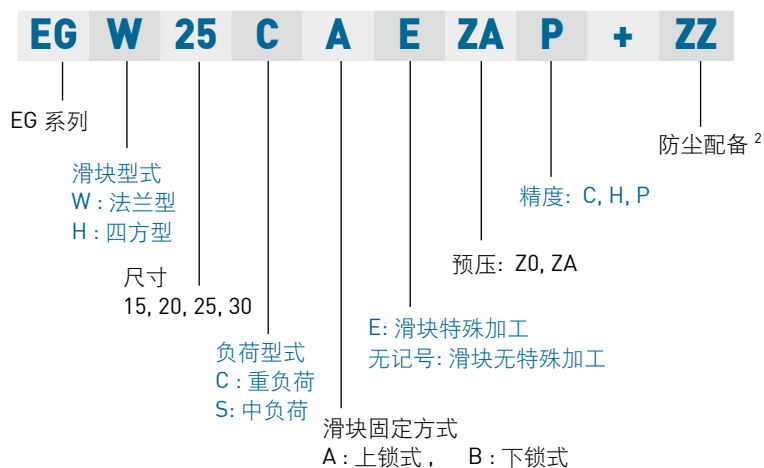 EG W 25 C A E ZA P + ZZ
EG 系列
防尘配备 2
滑块型式
W : 法兰型
H : 四方型
精度: C, H, P
预压: Z0, ZA
尺寸
15, 20, 25, 30
E: 滑块特殊加工
无记号: 滑块无特殊加工
负荷型式
C : 重负荷
S: 中负荷
滑块固定方式
A : 上锁式 , B : 下锁式